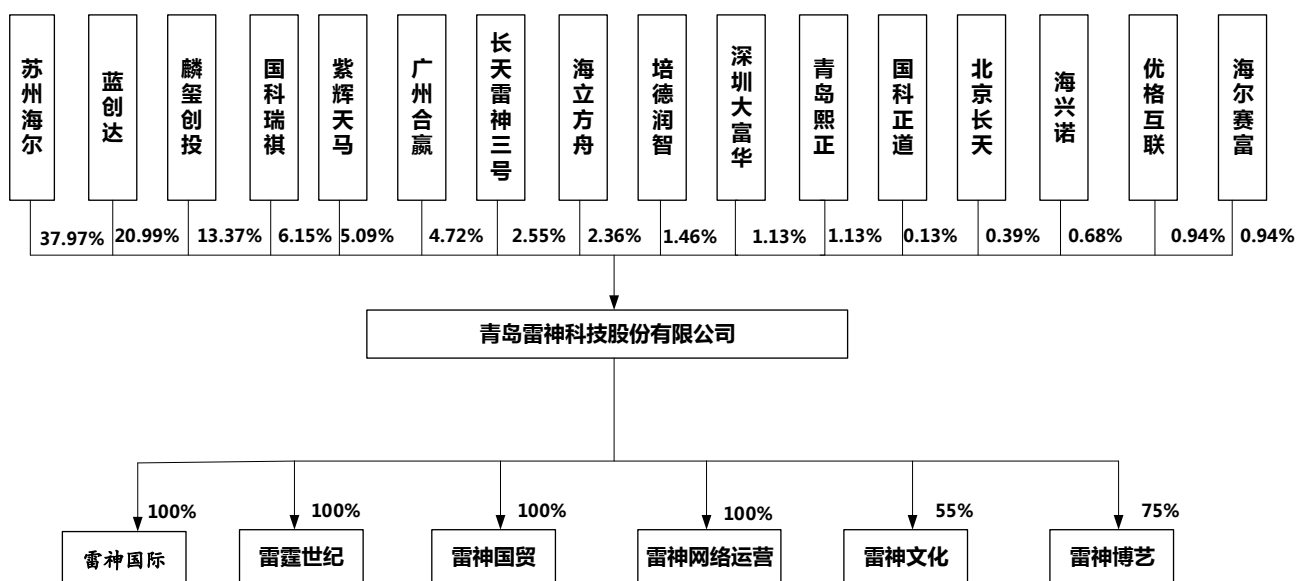 苏州海尔
蓝创达
麟玺创投
国科瑞祺
紫辉天马
广州合赢
长天雷神三号
海立方舟
培德润智
深圳大富华
青岛熙正
国科正道
北京长天
海兴诺
优格互联
海尔赛富
37.97%
20.99%
13.37%
6.15%
5.09%
4.72%
2.55%
2.36%
1.46%
1.13%
1.13%
0.13%
0.39%
0.68%
0.94%
0.94%
青岛雷神科技股份有限公司
100%
100%
100%
100%
55%
75%
雷神国际
雷霆世纪
雷神国贸
雷神网络运营
雷神文化
雷神博艺